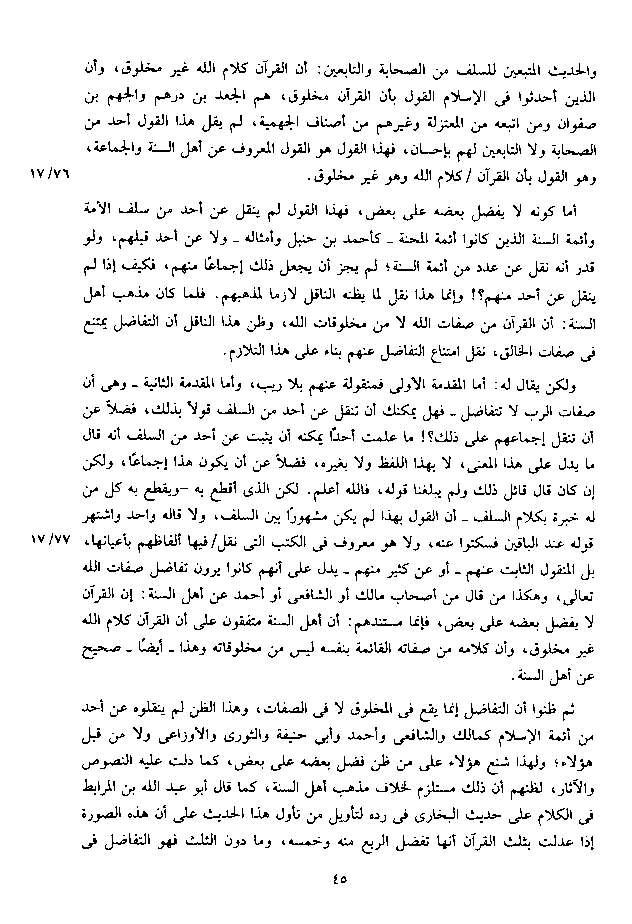 والحديث المتبعين للسلف من الصحابة والتابعين: أن القرآن كلام الله غير مخلوق، وأن
الذين أحدثوا فى الإسلام القول بأن القرآن مخلوق، هم الجعد بن درهم والجهم بن
صفوان ومن اتبعه من المعتزلة وغيرهم من أصناف الجهمية، لم يقل هذا القول أحد من
الصحابة ولا التابعين لهم بإحسان، فهذا القول هو القول المعروف عن أهل السنة والجماعة،
وهو القول بأن القرآن / كلام الله وهو غير مخلوق.
١٧/٧٦
أما كونه لا يفضل بعضه على بعض، فهذا القول لم ينقل عن أحد من سلف الأمة
وأئمة السنة الذين كانوا أئمة المحنة ـ كأحمد بن حنبل وأمثاله ـ ولا عن أحد قبلهم، ولو
قدر أنه نقل عن عدد من أئمة السنة؛ لم يجز أن يجعل ذلك إجماعًا منهم، فكيف إذا لم
ينقل عن أحد منهم؟! وإنما هذا نقل لما يظنه الناقل لازما لمذهبهم. فلما كان مذهب أهل
السنة: أن القرآن من صفات الله لا من مخلوقات الله، وظن هذا الناقل أن التفاضل يمتنع
فى صفات الخالق، نقل امتناع التفاضل عنهم بناء على هذا التلازم.
ولكن يقال له: أما المقدمة الأولى فمنقولة عنهم بلا ريب، وأما المقدمة الثانية ـ وهى أن
صفات الرب لا تتفاضل ـ فهل يمكنك أن تنقل عن أحد من السلف قولاً بذلك، فضلاً عن
أن تنقل إجماعهم على ذلك؟! ما علمت أحدًا يمكنه أن يثبت عن أحد من السلف أنه قال
ما يدل على هذا المعنى، لا بهذا اللفظ ولا بغيره، فضلاً عن أن يكون هذا إجماعًا، ولكن
إن كان قال قائل ذلك ولم يبلغنا قوله، فالله أعلم. لكن الذى أقطع به –ويقطع به كل من
له خبرة بكلام السلف ـ أن القول بهذا لم يكن مشهورًا بين السلف، ولا قاله واحد واشتهر
قوله عند الباقين فسكتوا عنه، ولا هو معروف فى الكتب التى نقل/ فيها ألفاظهم بأعيانها،
١٧/٧٧
بل المنقول الثابت عنهم ـ أو عن كثير منهم ـ يدل على أنهم كانوا يرون تفاضل صفات الله
تعالى، وهكذا من قال من أصحاب مالك أو الشافعى أو أحمد عن أهل السنة: إن القرآن
لا يفضل بعضه على بعض، فإنما مستندهم: أن أهل السنة متفقون على أن القرآن كلام الله
غير مخلوق، وأن كلامه من صفاته القائمة بنفسه ليس من مخلوقاته وهذا ـ أيضًا ـ صحيح
عن أهل السنة.
ثم ظنوا أن التفاضل إنما يقع فى المخلوق لا فى الصفات، وهذا الظن لم ينقلوه عن أحد
من أئمة الإسلام كمالك والشافعى وأحمد وأبي حنيفة والثورى والأوزاعى ولا من قبل
هؤلاء؛ ولهذا شنع هؤلاء على من ظن فضل بعضه على بعض، كما دلت عليه النصوص
والآثار، لظنهم أن ذلك مستلزم لخلاف مذهب أهل السنة، كما قال أبو عبد الله بن المرابط
فى الكلام على حديث البخارى فى رده لتأويل من تأول هذا الحديث على أن هذه الصورة
إذا عدلت بثلث القرآن أنها تفضل الربع منه وخمسه، وما دون الثلث فهو التفاضل فى
٤٥